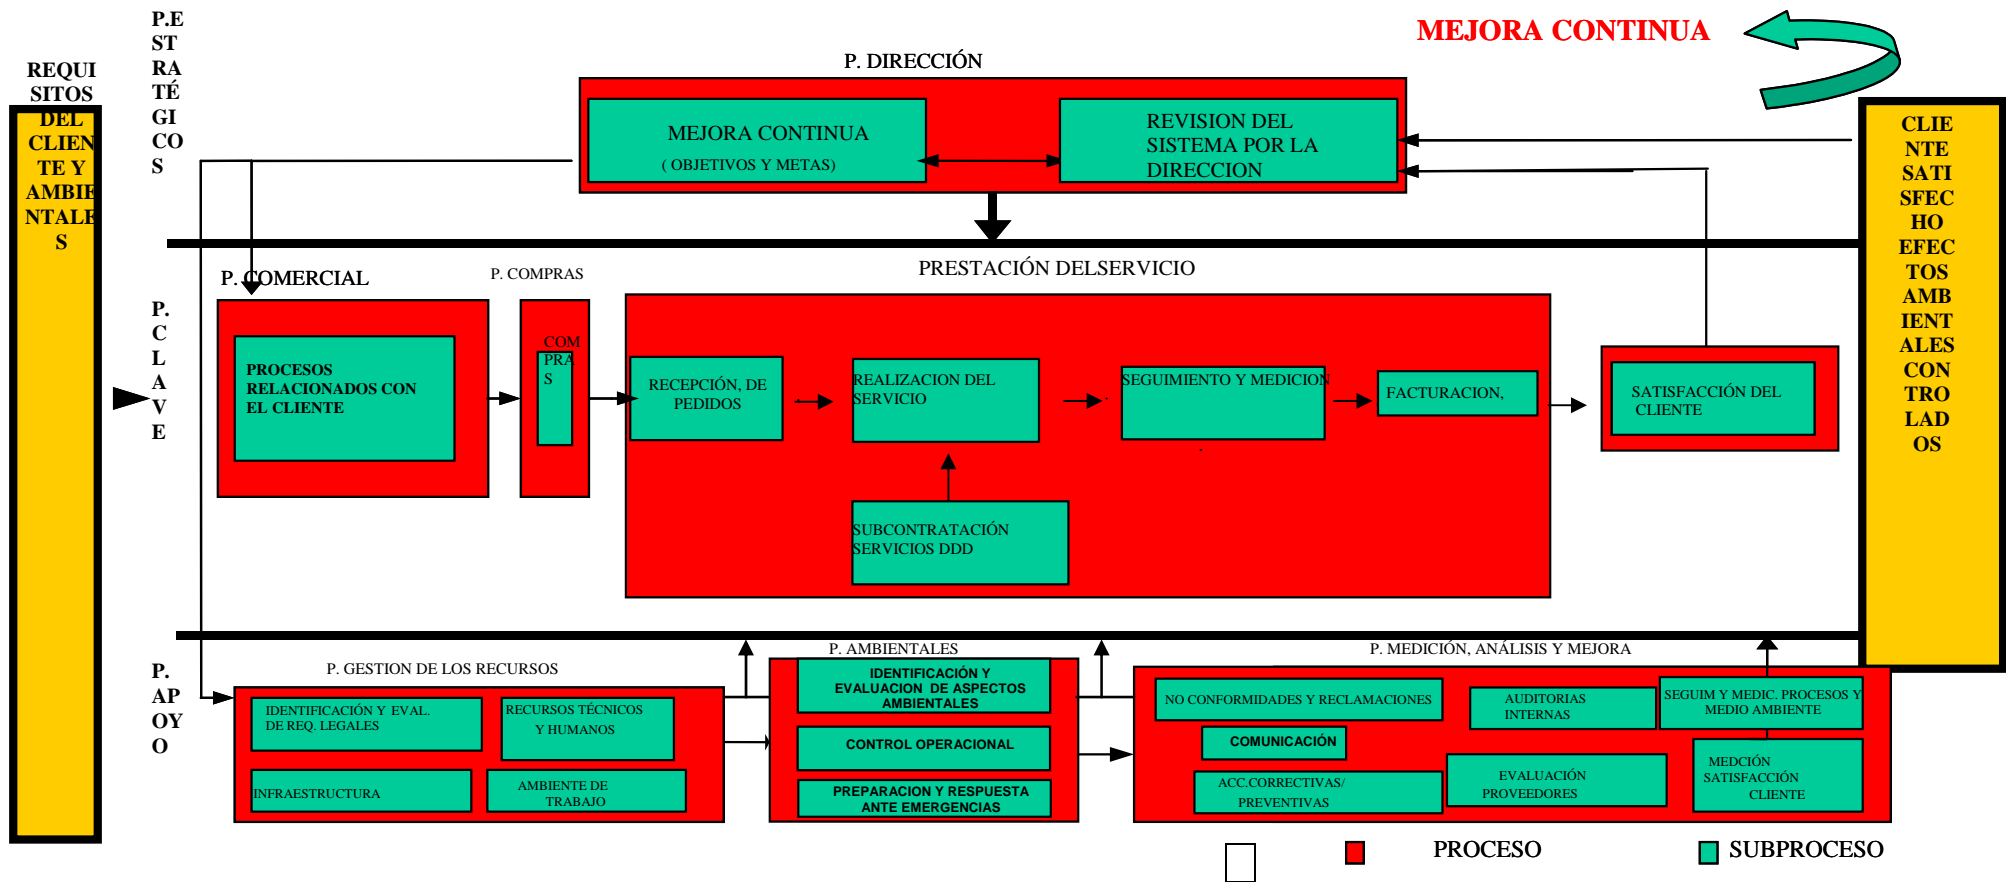 P.E
ST
RA
TÉ
GI
CO
S
MEJORA CONTINUA
P. DIRECCIÓN
REQUI
SITOS
DEL
CLIEN
TE Y
AMBIE
NTALE
S
MEJORA CONTINUA
( OBJETIVOS Y METAS)
REVISION DEL
SISTEMA POR LA
DIRECCION
CLIE
NTE
SATI
SFEC
HO
EFEC
TOS
AMB
IENT
ALES
CON
TRO
LAD
OS
P. COMERCIAL
P. COMPRAS
PRESTACIÓN DELSERVICIO
P.
C
L
A
V
E
PROCESOS
RELACIONADOS CON
EL CLIENTE
COM
PRA
S
RECEPCIÓN, DE
PEDIDOS
REALIZACION DEL
SERVICIO
SEGUIMIENTO Y MEDICION
FACTURACION,
SATISFACCIÓN DEL
CLIENTE
SUBCONTRATACIÓN
SERVICIOS DDD
P.
AP
OY
O
P. GESTION DE LOS RECURSOS
P. AMBIENTALES
P. MEDICIÓN, ANÁLISIS Y MEJORA
IDENTIFICACIÓN Y EVAL.
DE REQ. LEGALES
RECURSOS TÉCNICOS
Y HUMANOS
INFRAESTRUCTURA
AMBIENTE DE
TRABAJO
IDENTIFICACIÓN Y
EVALUACION DE ASPECTOS
AMBIENTALES
CONTROL OPERACIONAL
PREPARACION Y RESPUESTA
ANTE EMERGENCIAS
NO CONFORMIDADES Y RECLAMACIONES
AUDITORIAS
INTERNAS
SEGUIM Y MEDIC. PROCESOS Y
MEDIO AMBIENTE
COMUNICACIÓN
ACC.CORRECTIVAS/
PREVENTIVAS
EVALUACIÓN
PROVEEDORES
MEDCIÓN
SATISFACCIÓN
CLIENTE
PROCESO
SUBPROCESO